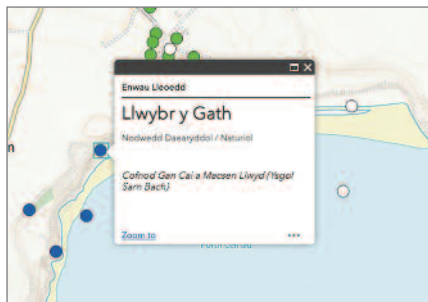 Enwau Lleoedd
Llwybr y Gath
Nodwedd Daearyddol / Naturiol
Cofnod Gan Cai a Macsen Llwyd (Ysgol
Sarn Bach)
Zoom to
n